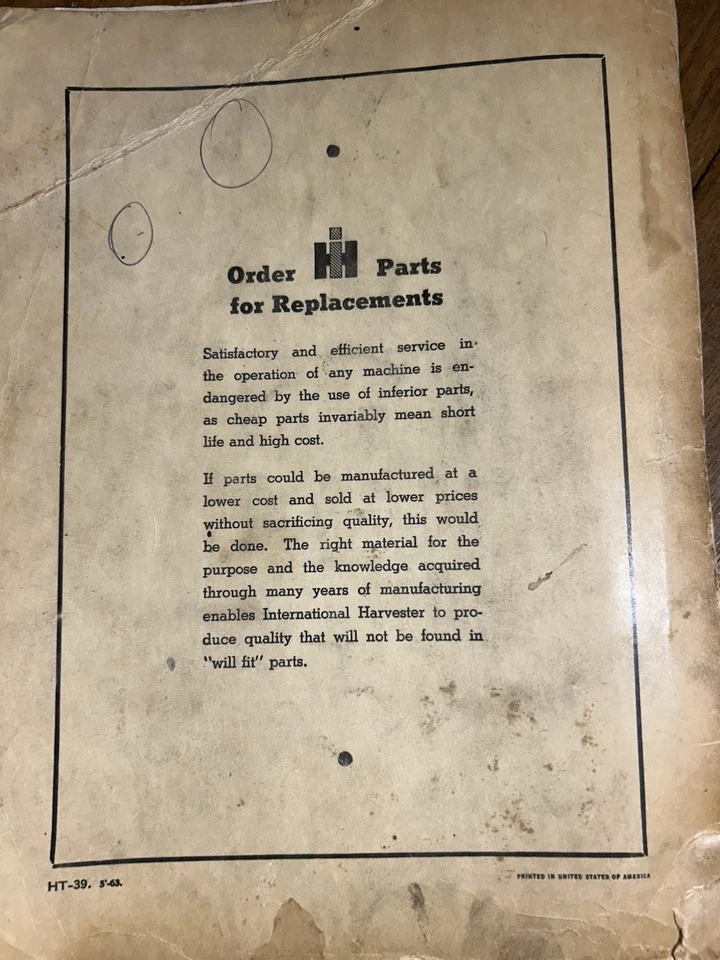 Order IH Parts
for Replacements
Satisfactory and efficient service in
the operation of any machine is en-
dangered by the use of inferior parts,
as cheap parts invariably mean short
life and high cost.
If parts could be manufactured at a
lower cost and sold at lower prices
without sacrificing quality, this would
be done. The right material for the
purpose and the knowledge acquired
through many years of manufacturing
enables International Harvester to pro-
duce quality that will not be found in
"will fit" parts.
HT-39. 5'-63.
PRINTED IN UNITED STATES OF AMERICA